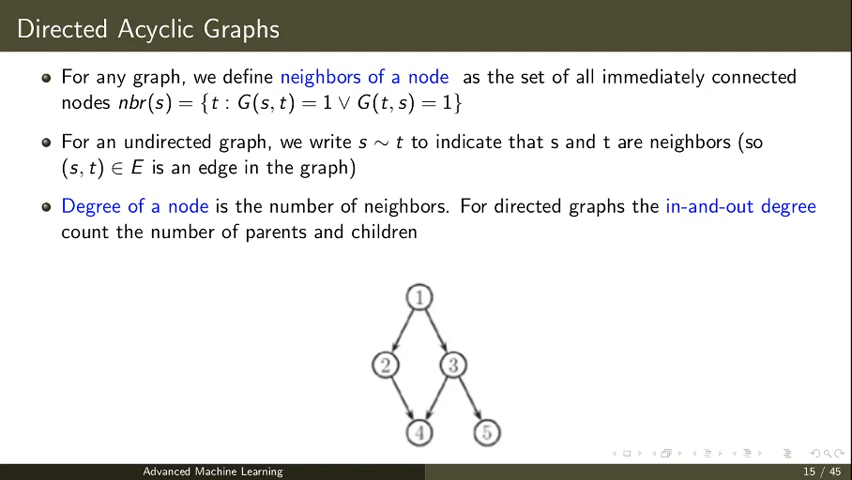 Directed Acyclic Graphs
For any graph, we define neighbors of a node as the set of all immediately connected
nodes nbr(s) = {t : G(s, t) = 1 ∨ G(t, s) = 1}
For an undirected graph, we write s ∼ t to indicate that s and t are neighbors (so
(s, t) ∈ E is an edge in the graph)
Degree of a node is the number of neighbors. For directed graphs the in-and-out degree
count the number of parents and children
1
2 3
4 5
Advanced Machine Learning 15 / 45